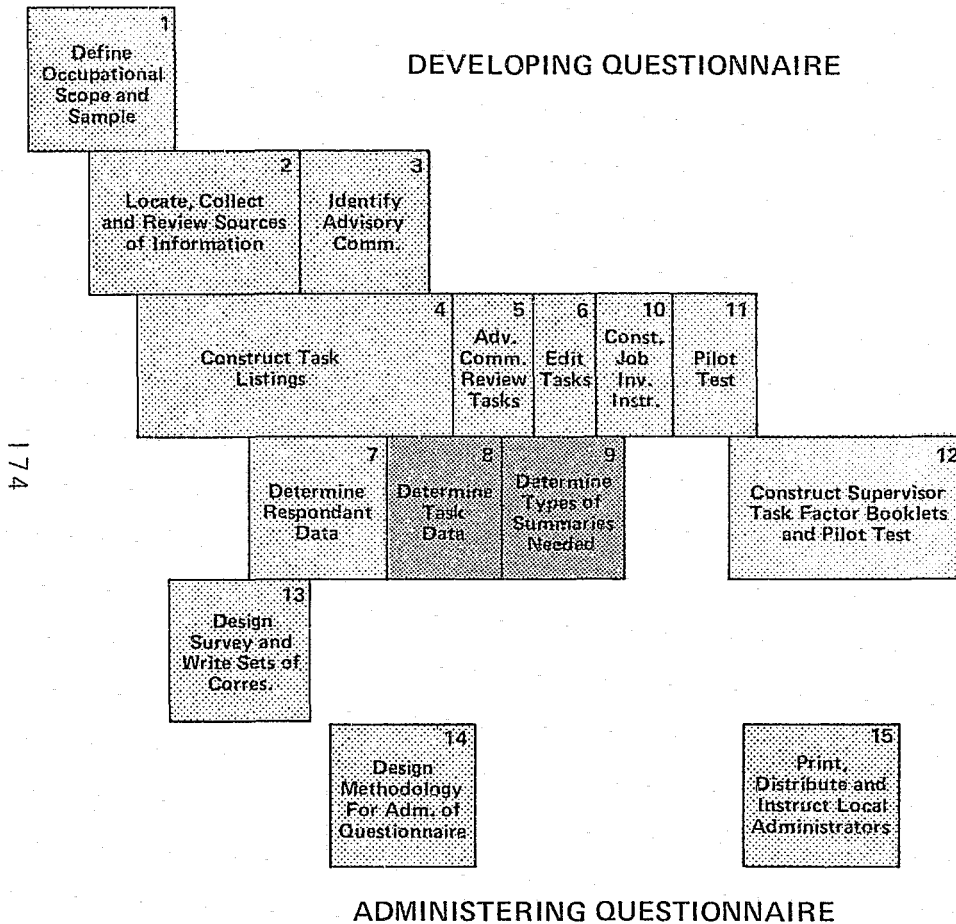 DEVELOPING QUESTIONNAIRE
1
Define
Occupational
Scope and
Sample
2
Locate, Collect
and Review Sources
of Information
3
Identify
Advisory
Comm.
4
Construct Task
Listings
5
Adv.
Comm.
Review
Tasks
6
Edit
Tasks
10
Const.
Job
Inv.
Instr.
11
Pilot
Test
7
Determine
Respondant
Data
8
Determine
Task
Data
9
Determine
Types of
Summaries
Needed
12
Construct Supervisor
Task Factor Booklets
and Pilot Test
174
13
Design
Survey and
Write Sets of
Corres.
14
Design
Methodology
For Adm. of
Questionnaire
15
Print,
Distribute and
Instruct Local
Administrators
ADMINISTERING QUESTIONNAIRE